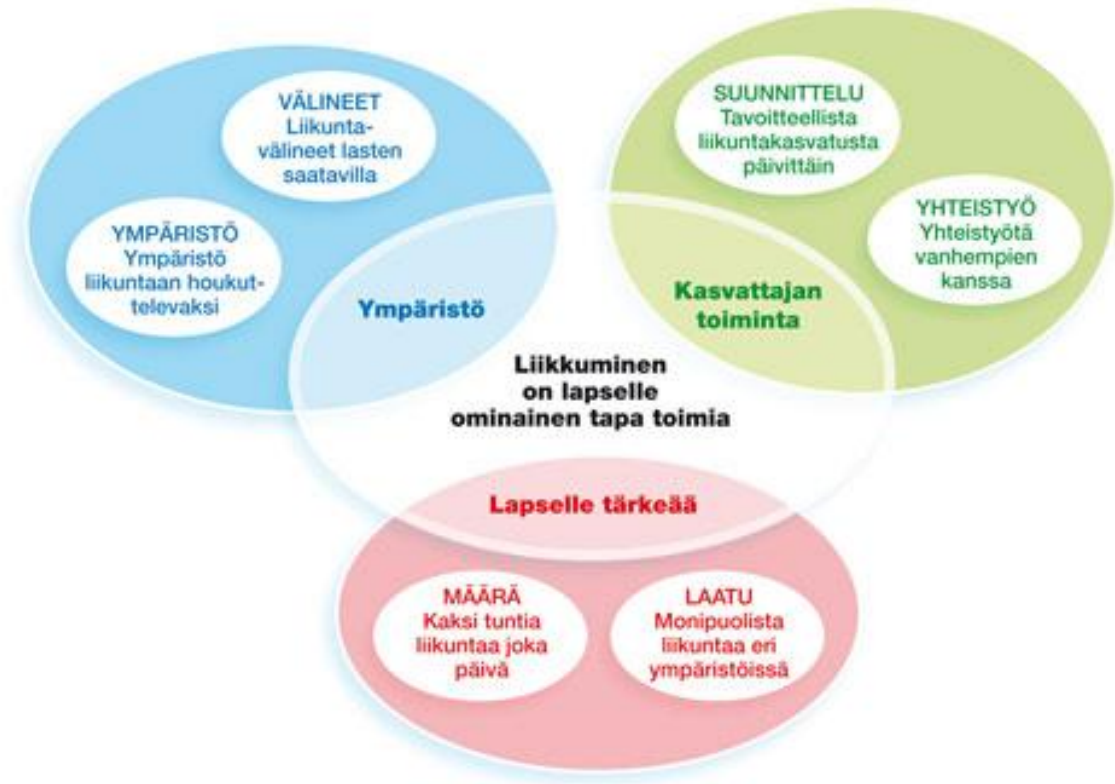 VÄLINEET
Liikunta-
välineet lasten
saatavilla
YMPÄRISTÖ
Ympäristö
liikuntaan houkut-
televaksi
Ympäristö
SUUNNITTELU
Tavoitteellista
liikuntakasvatusta
päivittäin
YHTEISTYÖ
Yhteistyötä
vanhempien
kanssa
Kasvattajan
toiminta
Liikkuminen
on lapselle
ominainen tapa toimia
Lapselle tärkeää
MÄÄRÄ
Kaksi tuntia
liikuntaa joka
päivä
LAATU
Monipuolista
liikuntaa eri
ympäristöissä